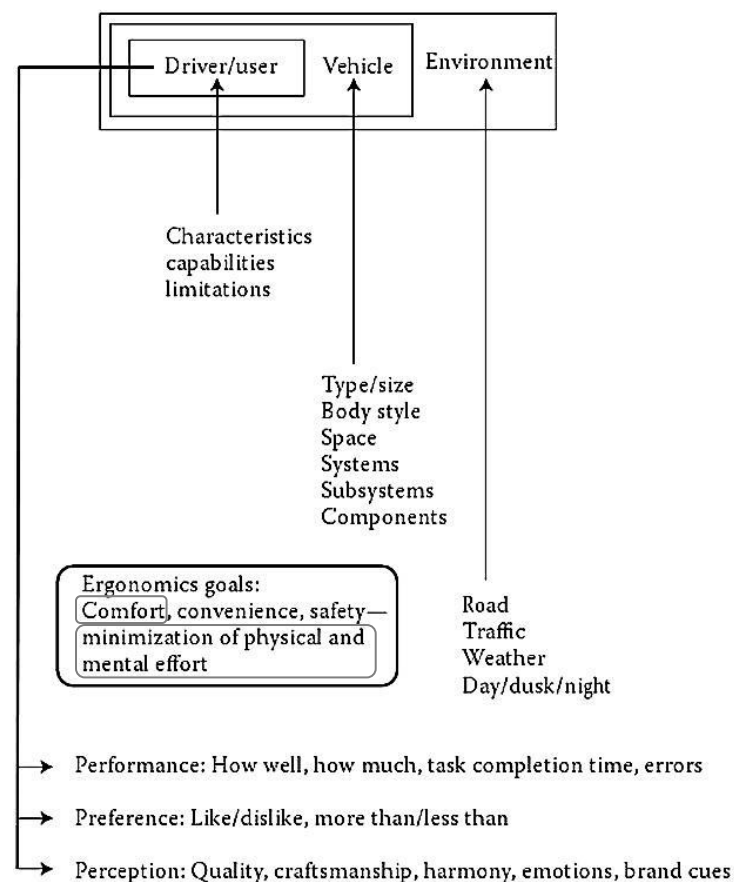 Driver/user
Vehicle
Environment
Characteristics
capabilities
limitations
Type/size
Body style
Space
Systems
Subsystems
Components
Ergonomics goals:
Comfort, convenience, safety—
minimization of physical and
mental effort
Road
Traffic
Weather
Day/dusk/night
Performance: How well, how much, task completion time, errors
Preference: Like/dislike, more than/less than
Perception: Quality, craftsmanship, harmony, emotions, brand cues